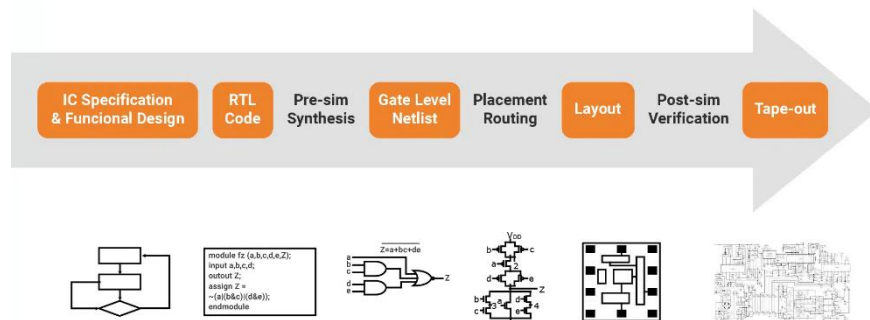 IC Specification
& Funcional Design
RTL
Code
Pre-sim
Synthesis
Gate Level
Netlist
Placement
Routing
Layout
Post-sim
Verification
Tape-out
module fz (a,b,c,d,e,Z);
input a,b,c,d;
outout Z;
assign Z =
~(a|(b&c)|(d&e));
endmodule
Z=a+bc+de
a
b
c
d
e
Z
VDD
b
c
a
2
d
e
Z
b
3
a
d
4
c
e